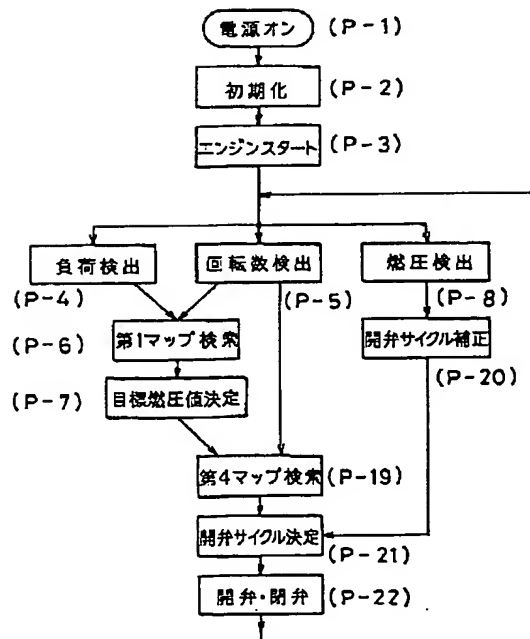 電源オン (P-1)
初期化 (P-2)
エンジンスタート (P-3)
負荷検出 回転数検出 燃圧検出
(P-4) (P-5) (P-8)
(P-6) 第1マップ検索 開弁サイクル補正
(P-7) 目標燃圧値決定 (P-20)
第4マップ検索 (P-19)
開弁サイクル決定
(P-21)
開弁・閉弁 (P-22)